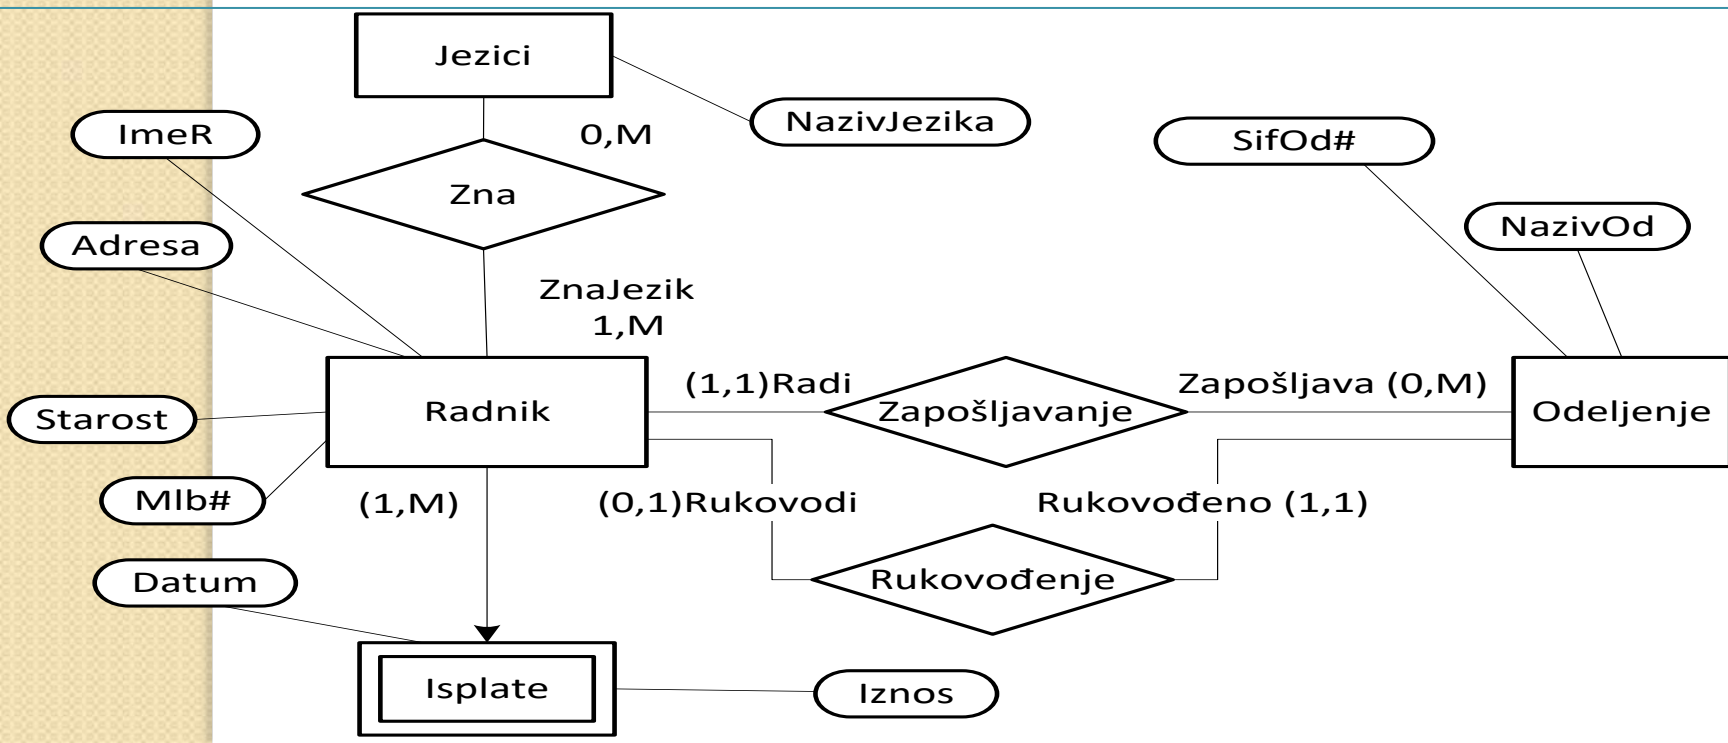 Jezici
ImeR
0,M
NazivJezika
SifOd#
Zna
NazivOd
Adresa
ZnaJezik
1,M
(1,1)Radi
Zapošljava (0,M)
Starost
Radnik
Zapošljavanje
Odeljenje
Mlb#
(1,M)
(0,1)Rukovodi
Rukovođeno (1,1)
Datum
Rukovođenje
Isplate
Iznos